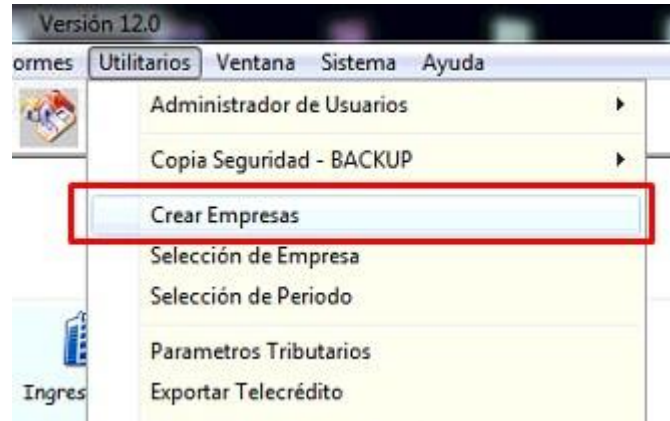 Versión 12.0
ormes Utilitarios Ventana Sistema Ayuda
Administrador de Usuarios
Copia Seguridad - BACKUP
Crear Empresas
Selección de Empresa
Selección de Periodo
Parametros Tributarios
Ingres Exportar Telecrédito